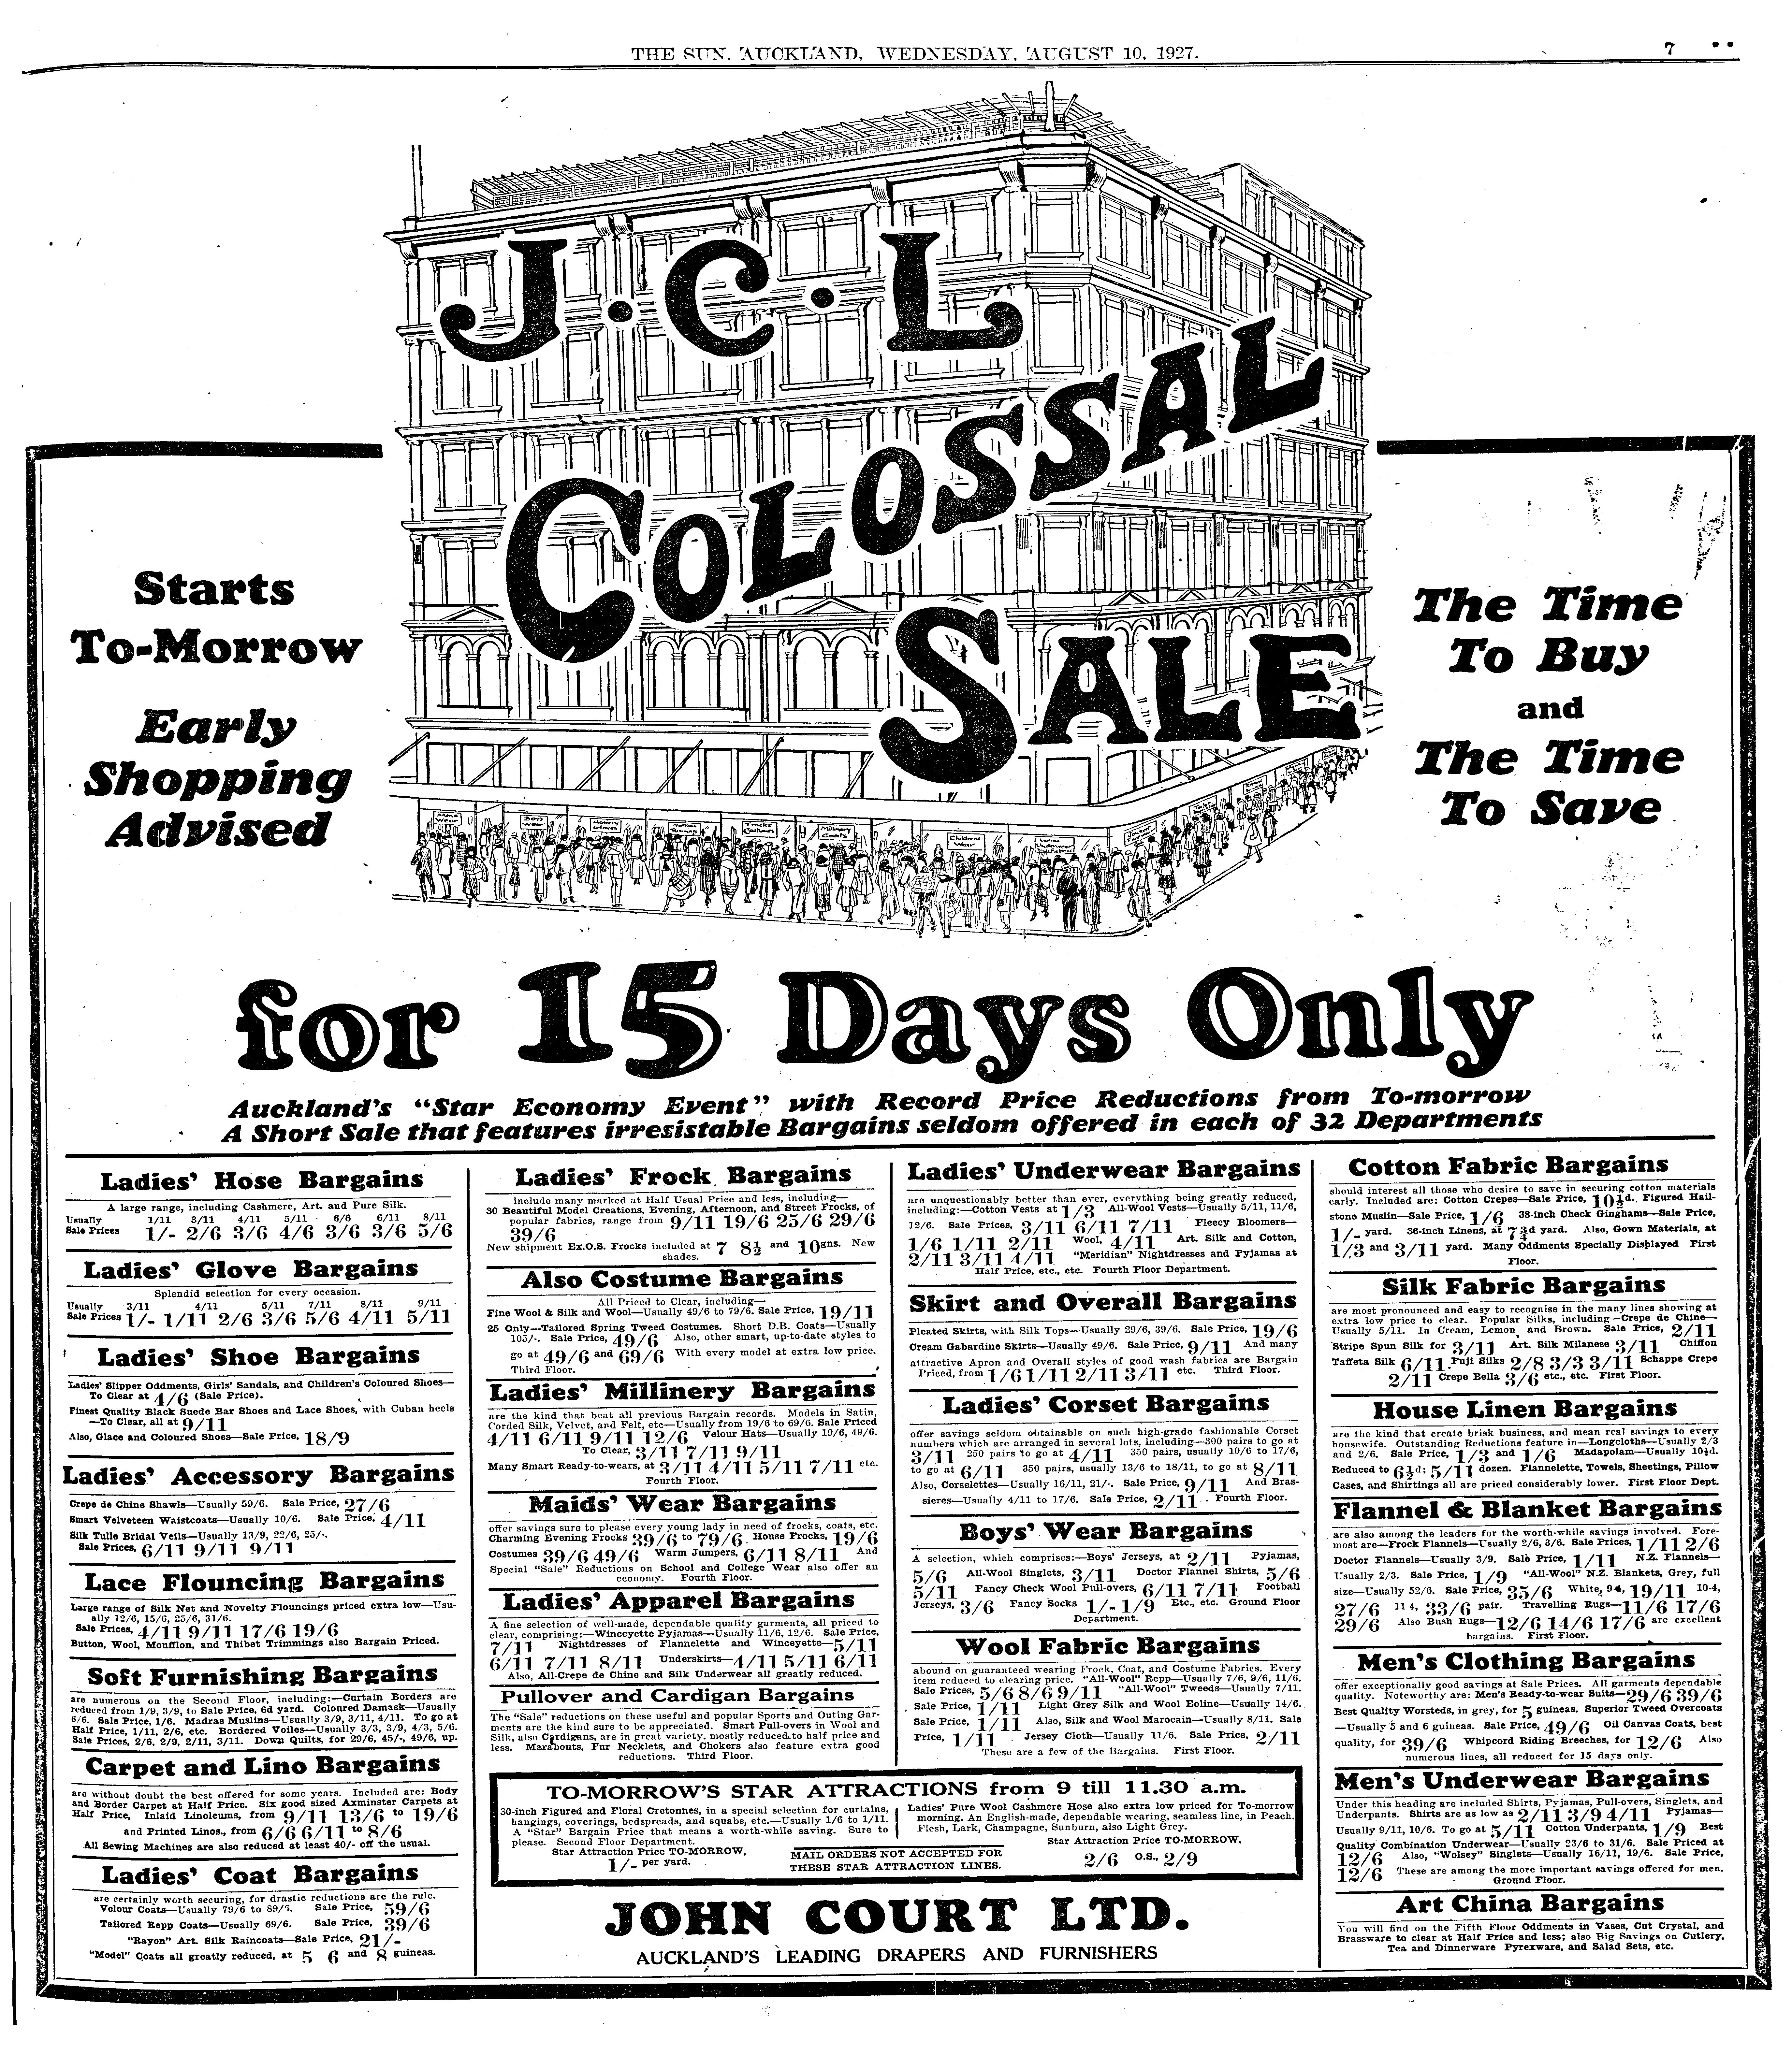 THE SUN, AUCKLAND, WEDNESDAY, AUGUST 10, 1927.
7
J.C.L
COLOSSAL
SALE
Starts
To-Morrow
Early
Shopping
Advised
The Time
To Buy
and
The Time
To Save
Mens Wear
Boys Wear
Frocks Costumes
Millinery Coats
Childrens Wear
for 15 Days Only
Auckland's "Star Economy Event" with Record Price Reductions from To-morrow
A Short Sale that features irresistable Bargains seldom offered in each of 32 Departments
Ladies' Hose Bargains
A large range, including Cashmere, Art. and Pure Silk.
Usually 1/11 3/11 4/11 5/11 6/6 6/11 8/11
Sale Prices 1/- 2/6 3/6 4/6 3/6 3/6 5/6
Ladies' Glove Bargains
Splendid selection for every occasion.
Usually 3/11 4/11 5/11 7/11 8/11 9/11
Sale Prices 1/- 1/11 2/6 3/6 5/6 4/11 5/11
Ladies' Shoe Bargains
Ladies' Slipper Oddments, Girls' Sandals, and Children's Coloured Shoes—
To Clear at 4/6 (Sale Price).
Finest Quality Black Suede Bar Shoes and Lace Shoes, with Cuban heels
—To Clear, all at 9/11
Also, Glace and Coloured Shoes—Sale Price, 18/9
Ladies' Accessory Bargains
Crepe de Chine Shawls—Usually 59/6. Sale Price, 27/6
Smart Velveteen Waistcoats—Usually 10/6. Sale Price, 4/11
Silk Tulle Bridal Veils—Usually 13/9, 22/6, 25/-.
Sale Prices, 6/11 9/11 9/11
Lace Flouncing Bargains
Large range of Silk Net and Novelty Flouncings priced extra low—Usu-
ally 12/6, 15/6, 25/6, 31/6.
Sale Prices, 4/11 9/11 17/6 19/6
Button, Wool, Moufflon, and Thibet Trimmings also Bargain Priced.
Soft Furnishing Bargains
are numerous on the Second Floor, including:—Curtain Borders are
reduced from 1/9, 3/9, to Sale Price, 6d yard. Coloured Damask—Usually
6/6. Sale Price, 1/6. Madras Muslins—Usually 3/9, 3/11, 4/11. To go at
Half Price, 1/11, 2/6, etc. Bordered Voiles—Usually 3/3, 3/9, 4/3, 5/6.
Sale Prices, 2/6, 2/9, 2/11, 3/11. Down Quilts, for 29/6, 45/-, 49/6, up.
Carpet and Lino Bargains
are without doubt the best offered for some years. Included are: Body
and Border Carpet at Half Price. Six good sized Axminster Carpets at
Half Price, Inlaid Linoleums, from 9/11 13/6 to 19/6
and Printed Linos., from 6/6 6/11 to 8/6
All Sewing Machines are also reduced at least 40/- off the usual.
Ladies' Coat Bargains
are certainly worth securing, for drastic reductions are the rule.
Velour Coats—Usually 79/6 to 89/6. Sale Price, 59/6
Tailored Repp Coats—Usually 69/6. Sale Price, 39/6
"Rayon" Art. Silk Raincoats—Sale Price, 21/-
"Model" Coats all greatly reduced, at 5 6 and 8 guineas.
Ladies' Frock Bargains
include many marked at Half Usual Price and less, including—
30 Beautiful Model Creations, Evening, Afternoon, and Street Frocks, of
popular fabrics, range from 9/11 19/6 25/6 29/6
39/6
New shipment Ex.O.S. Frocks included at 7 8½ and 10gns. New
shades.
Also Costume Bargains
All Priced to Clear, including—
Fine Wool & Silk and Wool—Usually 49/6 to 79/6. Sale Price, 19/11
25 Only—Tailored Spring Tweed Costumes. Short D.B. Coats—Usually
105/-. Sale Price, 49/6 Also, other smart, up-to-date styles to
go at 49/6 and 69/6 With every model at extra low price.
Third Floor.
Ladies' Millinery Bargains
are the kind that beat all previous Bargain records. Models in Satin,
Corded Silk, Velvet, and Felt, etc—Usually from 19/6 to 69/6. Sale Priced
4/11 6/11 9/11 12/6 Velour Hats—Usually 19/6, 49/6.
To Clear, 3/11 7/11 9/11
Many Smart Ready-to-wears, at 3/11 4/11 5/11 7/11 etc.
Fourth Floor.
Maids' Wear Bargains
offer savings sure to please every young lady in need of frocks, coats, etc.
Charming Evening Frocks 39/6 to 79/6. House Frocks, 19/6
Costumes 39/6 49/6 Warm Jumpers, 6/11 8/11 And
Special "Sale" Reductions on School and College Wear also offer an
economy. Fourth Floor.
Ladies' Apparel Bargains
A fine selection of well-made, dependable quality garments, all priced to
clear, comprising:—Winceyette Pyjamas—Usually 11/6, 12/6. Sale Price,
7/11 Nightdresses of Flannelette and Winceyette—5/11
6/11 7/11 8/11 Underskirts—4/11 5/11 6/11
Also, All-Crepe de Chine and Silk Underwear all greatly reduced.
Pullover and Cardigan Bargains
The "Sale" reductions on these useful and popular Sports and Outing Gar-
ments are the kind sure to be appreciated. Smart Pull-overs in Wool and
Silk, also Cardigans, are in great variety, mostly reduced to half price and
less. Marabouts, Fur Necklets, and Chokers also feature extra good
reductions. Third Floor.
Ladies' Underwear Bargains
are unquestionably better than ever, everything being greatly reduced,
including:—Cotton Vests at 1/3 All-Wool Vests—Usually 5/11, 11/6,
12/6. Sale Prices, 3/11 6/11 7/11 Fleecy Bloomers—
1/6 1/11 2/11 Wool, 4/11 Art. Silk and Cotton,
2/11 3/11 4/11 "Meridian" Nightdresses and Pyjamas at
Half Price, etc., etc. Fourth Floor Department.
Skirt and Overall Bargains
Pleated Skirts, with Silk Tops—Usually 29/6, 39/6. Sale Price, 19/6
Cream Gabardine Skirts—Usually 49/6. Sale Price, 9/11 And many
attractive Apron and Overall styles of good wash fabrics are Bargain
Priced, from 1/6 1/11 2/11 3/11 etc. Third Floor.
Ladies' Corset Bargains
offer savings seldom obtainable on such high-grade fashionable Corset
numbers which are arranged in several lots, including—300 pairs to go at
3/11 250 pairs to go at 4/11 350 pairs, usually 10/6 to 17/6,
to go at 6/11 350 pairs, usually 13/6 to 18/11, to go at 8/11
Also, Corselettes—Usually 16/11, 21/-. Sale Price, 9/11 And Bras-
sieres—Usually 4/11 to 17/6. Sale Price, 2/11 Fourth Floor.
Boys' Wear Bargains
A selection, which comprises:—Boys' Jerseys, at 2/11 Pyjamas,
5/6 All-Wool Singlets, 3/11 Doctor Flannel Shirts, 5/6
5/11 Fancy Check Wool Pull-overs, 6/11 7/11 Football
Jerseys, 3/6 Fancy Socks 1/- 1/9 Etc., etc. Ground Floor
Department.
Wool Fabric Bargains
abound on guaranteed wearing Frock, Coat, and Costume Fabrics. Every
item reduced to clearing price. "All-Wool" Repp—Usually 7/6, 9/6, 11/6.
Sale Prices, 5/6 8/6 9/11 "All-Wool" Tweeds—Usually 7/11.
Sale Price, 1/11 Light Grey Silk and Wool Eoline—Usually 14/6.
Sale Price, 1/11 Also, Silk and Wool Marocain—Usually 8/11. Sale
Price, 1/11 Jersey Cloth—Usually 11/6. Sale Price, 2/11
These are a few of the Bargains. First Floor.
TO-MORROW'S STAR ATTRACTIONS from 9 till 11.30 a.m.
30-inch Figured and Floral Cretonnes, in a special selection for curtains,
hangings, coverings, bedspreads, and squabs, etc.—Usually 1/6 to 1/11.
A "Star" Bargain Price that means a worth-while saving. Sure to
please. Second Floor Department.
Star Attraction Price TO-MORROW,
1/- per yard.
Ladies' Pure Wool Cashmere Hose also extra low priced for To-morrow
morning. An English-made, dependable wearing, seamless line, in Peach,
Flesh, Lark, Champagne, Sunburn, also Light Grey.
Star Attraction Price TO-MORROW,
2/6 O.S., 2/9
MAIL ORDERS NOT ACCEPTED FOR
THESE STAR ATTRACTION LINES.
JOHN COURT LTD.
AUCKLAND'S LEADING DRAPERS AND FURNISHERS
Cotton Fabric Bargains
should interest all those who desire to save in securing cotton materials
early. Included are: Cotton Crepes—Sale Price, 10½d. Figured Hail-
stone Muslin—Sale Price, 1/6 38-inch Check Ginghams—Sale Price,
1/- yard. 36-inch Linens, at 7¾d yard. Also, Gown Materials, at
1/3 and 3/11 yard. Many Oddments Specially Displayed First
Floor.
Silk Fabric Bargains
are most pronounced and easy to recognise in the many lines showing at
extra low price to clear. Popular Silks, including—Crepe de Chine—
Usually 5/11. In Cream, Lemon, and Brown. Sale Price, 2/11
Stripe Spun Silk for 3/11 Art. Silk Milanese 3/11 Chiffon
Taffeta Silk 6/11 Fuji Silks 2/8 3/3 3/11 Schappe Crepe
2/11 Crepe Bella 3/6 etc., etc. First Floor.
House Linen Bargains
are the kind that create brisk business, and mean real savings to every
housewife. Outstanding Reductions feature in—Longcloths—Usually 2/3
and 2/6. Sale Price, 1/3 and 1/6 Madapolam—Usually 10½d.
Reduced to 6½d; 5/11 dozen. Flannelette, Towels, Sheetings, Pillow
Cases, and Shirtings all are priced considerably lower. First Floor Dept.
Flannel & Blanket Bargains
are also among the leaders for the worth-while savings involved. Fore-
most are—Frock Flannels—Usually 2/6, 3/6. Sale Prices, 1/11 2/6
Doctor Flannels—Usually 3/9. Sale Price, 1/11 N.Z. Flannels—
Usually 2/3. Sale Price, 1/9 "All-Wool" N.Z. Blankets, Grey, full
size—Usually 52/6. Sale Price, 35/6 White, 9-4, 19/11 10-4,
27/6 11-4, 33/6 pair. Travelling Rugs—11/6 17/6
29/6 Also Bush Rugs—12/6 14/6 17/6 are excellent
bargains. First Floor.
Men's Clothing Bargains
offer exceptionally good savings at Sale Prices. All garments dependable
quality. Noteworthy are: Men's Ready-to-wear Suits—29/6 39/6
Best Quality Worsteds, in grey, for 5 guineas. Superior Tweed Overcoats
—Usually 5 and 6 guineas. Sale Price, 49/6 Oil Canvas Coats, best
quality, for 39/6 Whipcord Riding Breeches, for 12/6 Also
numerous lines, all reduced for 15 days only.
Men's Underwear Bargains
Under this heading are included Shirts, Pyjamas, Pull-overs, Singlets, and
Underpants. Shirts are as low as 2/11 3/9 4/11 Pyjamas—
Usually 9/11, 10/6. To go at 5/11 Cotton Underpants, 1/9 Best
Quality Combination Underwear—Usually 23/6 to 31/6. Sale Priced at
12/6 Also, "Wolsey" Singlets—Usually 16/11, 19/6. Sale Price,
12/6 These are among the more important savings offered for men.
Ground Floor.
Art China Bargains
You will find on the Fifth Floor Oddments in Vases, Cut Crystal, and
Brassware to clear at Half Price and less; also Big Savings on Cutlery,
Tea and Dinnerware Pyrexware, and Salad Sets, etc.